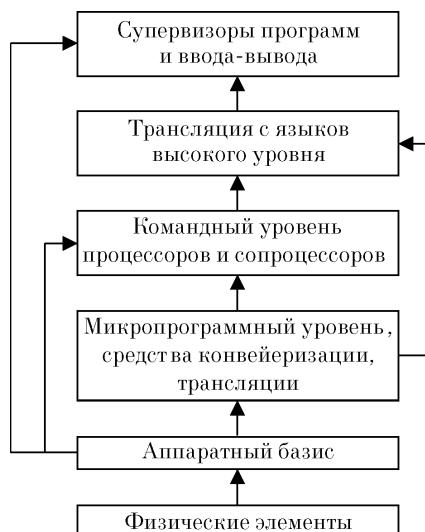 Супервизоры программ
и ввода-вывода
Трансляция с языков
высокого уровня
Командный уровень
процессоров и сопроцессоров
Микропрограммный уровень,
средства конвейеризации,
трансляции
Аппаратный базис
Физические элементы